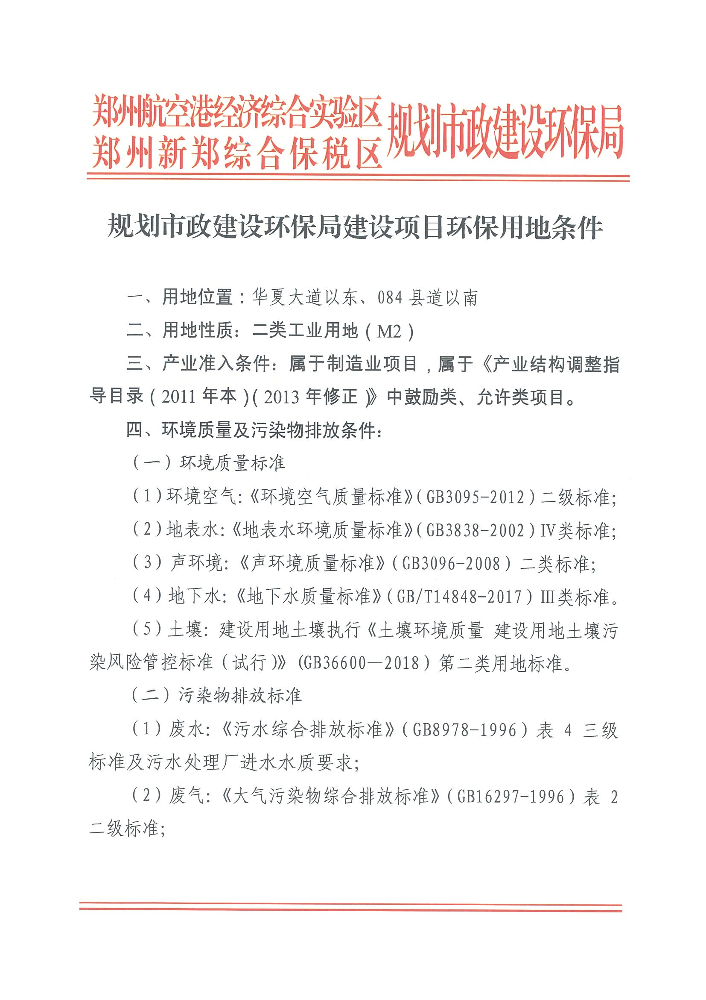 郑州航空港经济综合实验区
郑州新郑综合保税区
规划市政建设环保局
规划市政建设环保局建设项目环保用地条件
一、用地位置：华夏大道以东、084 县道以南
二、用地性质：二类工业用地（M2）
三、产业准入条件：属于制造业项目，属于《产业结构调整指
导目录（2011 年本）（2013 年修正）》中鼓励类、允许类项目。
四、环境质量及污染物排放条件：
（一）环境质量标准
（1）环境空气：《环境空气质量标准》（GB3095-2012）二级标准；
（2）地表水：《地表水环境质量标准》（GB3838-2002）IV类标准；
（3）声环境：《声环境质量标准》（GB3096-2008）二类标准；
（4）地下水：《地下水质量标准》（GB/T14848-2017）III类标准。
（5）土壤：建设用地土壤执行《土壤环境质量 建设用地土壤污
染风险管控标准（试行）》（GB36600—2018）第二类用地标准。
（二）污染物排放标准
（1）废水：《污水综合排放标准》（GB8978-1996）表 4 三级
标准及污水处理厂进水水质要求；
（2）废气：《大气污染物综合排放标准》（GB16297-1996）表 2
二级标准；